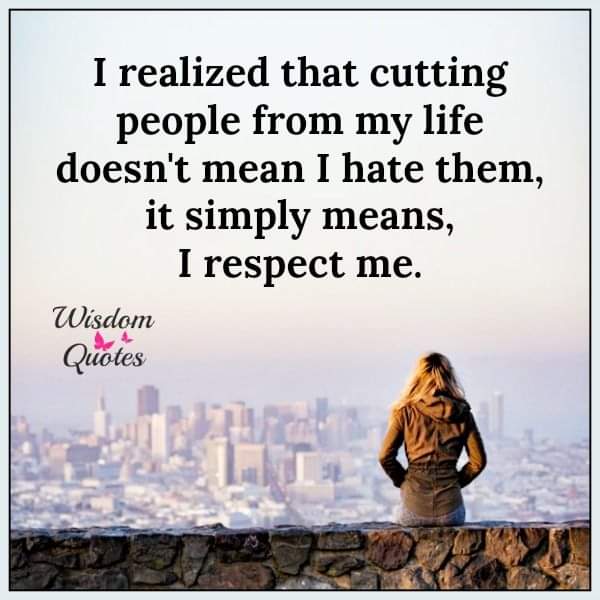 I realized that cutting
people from my life
doesn't mean I hate them,
it simply means,
I respect me.
Wisdom
Quotes